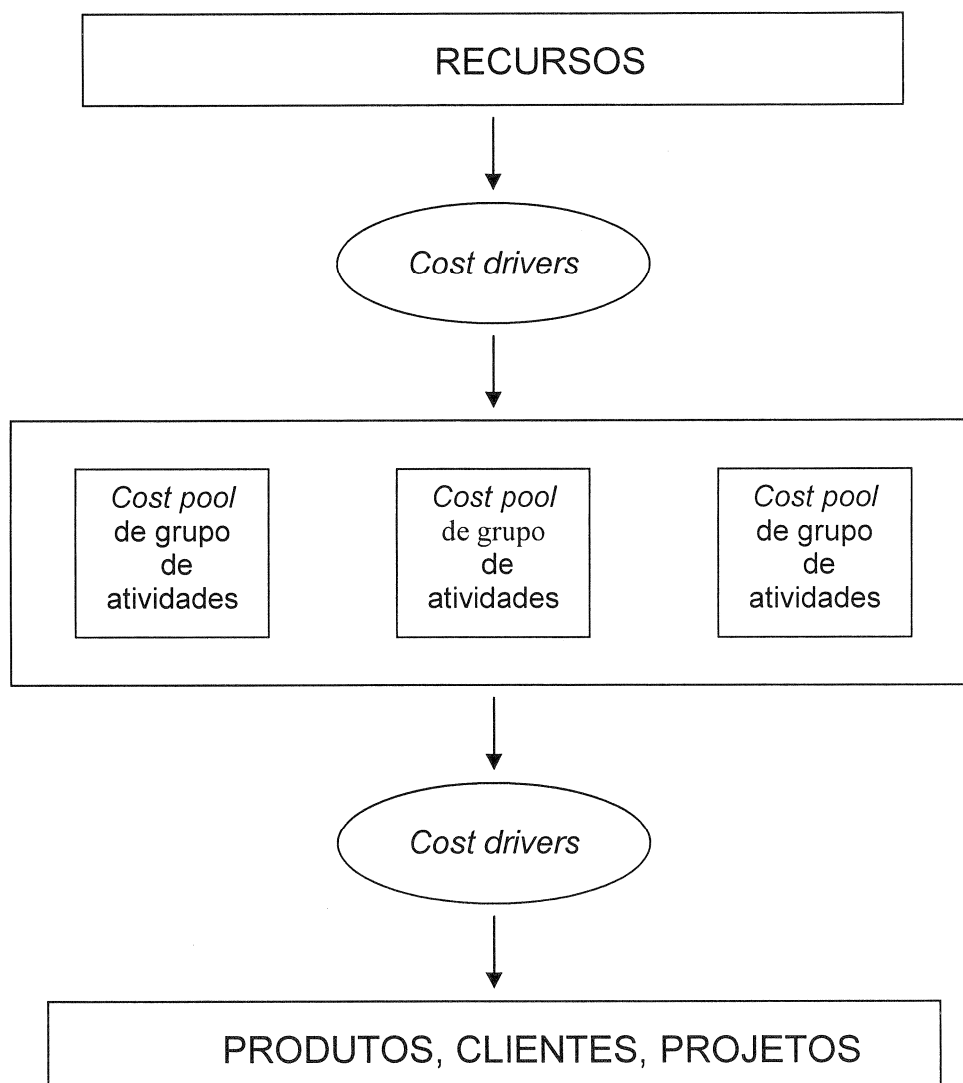 RECURSOS
Cost drivers
Cost pool
de grupo
de
atividades
Cost pool
de grupo
de
atividades
Cost pool
de grupo
de
atividades
Cost drivers
PRODUTOS, CLIENTES, PROJETOS